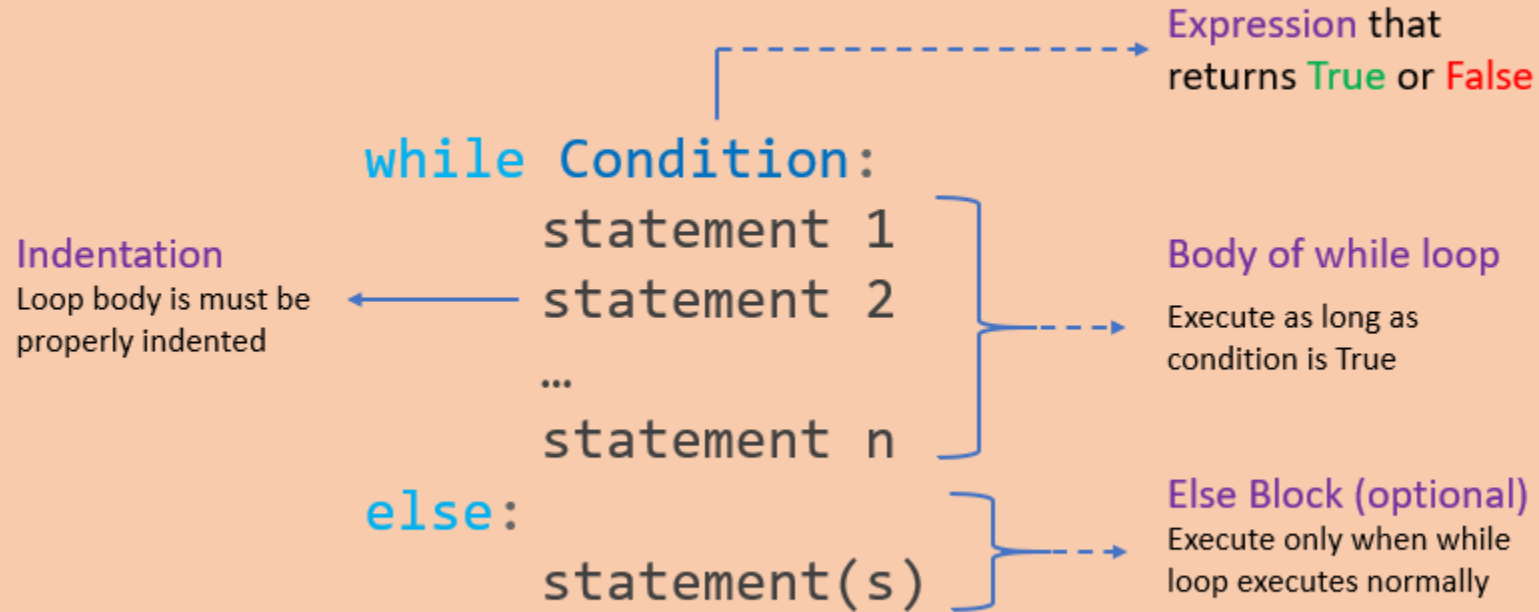 Expression that
returns True or False
while Condition:
statement 1
Indentation
Loop body is must be
properly indented
statement 2
…
statement n
Body of while loop
Execute as long as
condition is True
else:
statement(s)
Else Block (optional)
Execute only when while
loop executes normally